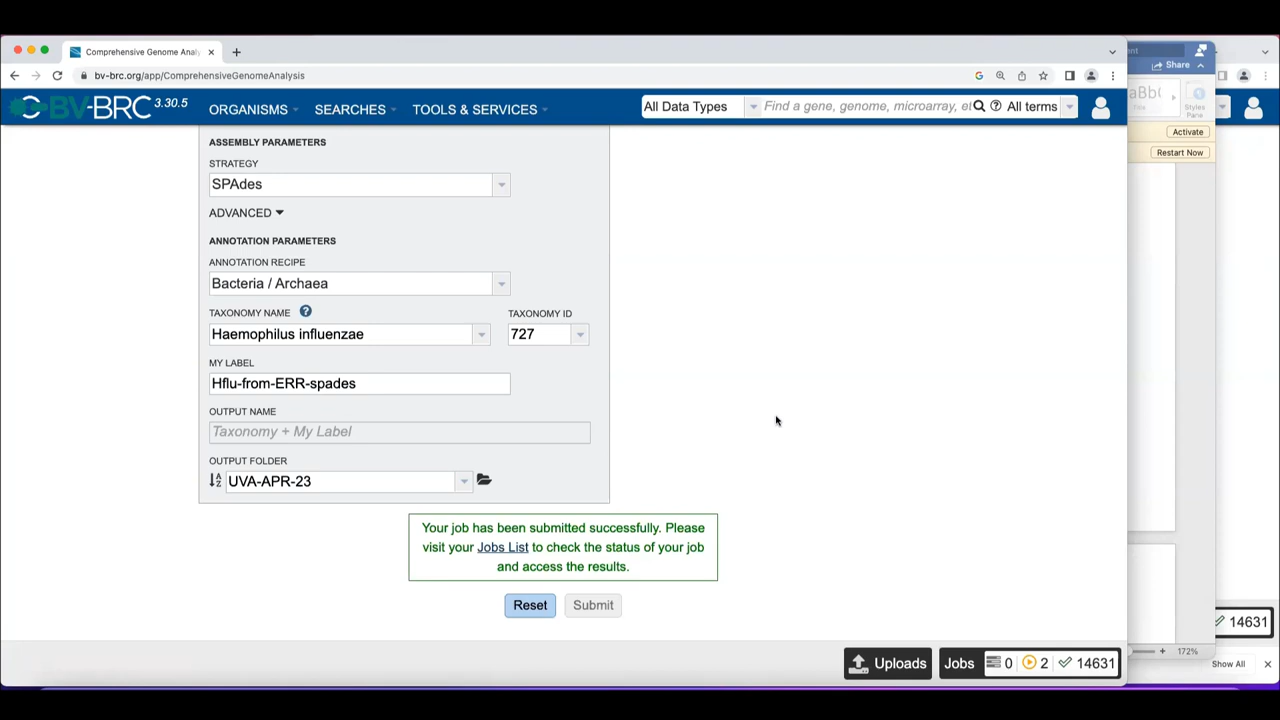 Comprehensive Genome Anal
bv-brc.org/app/ComprehensiveGenomeAnalysis
Share
BV-BRC 3.30.5
ORGANISMS
SEARCHES
TOOLS & SERVICES
All Data Types
Find a gene, genome, microarray, et
All terms
Title
Styles
Pane
Activate
Restart Now
ASSEMBLY PARAMETERS
STRATEGY
SPAdes
ADVANCED
ANNOTATION PARAMETERS
ANNOTATION RECIPE
Bacteria / Archaea
TAXONOMY NAME
TAXONOMY ID
Haemophilus influenzae
727
MY LABEL
Hflu-from-ERR-spades
OUTPUT NAME
Taxonomy + My Label
OUTPUT FOLDER
UVA-APR-23
Your job has been submitted successfully. Please
visit your Jobs List to check the status of your job
and access the results.
Reset
Submit
14631
172%
Uploads
Jobs 0 2 14631
Show All